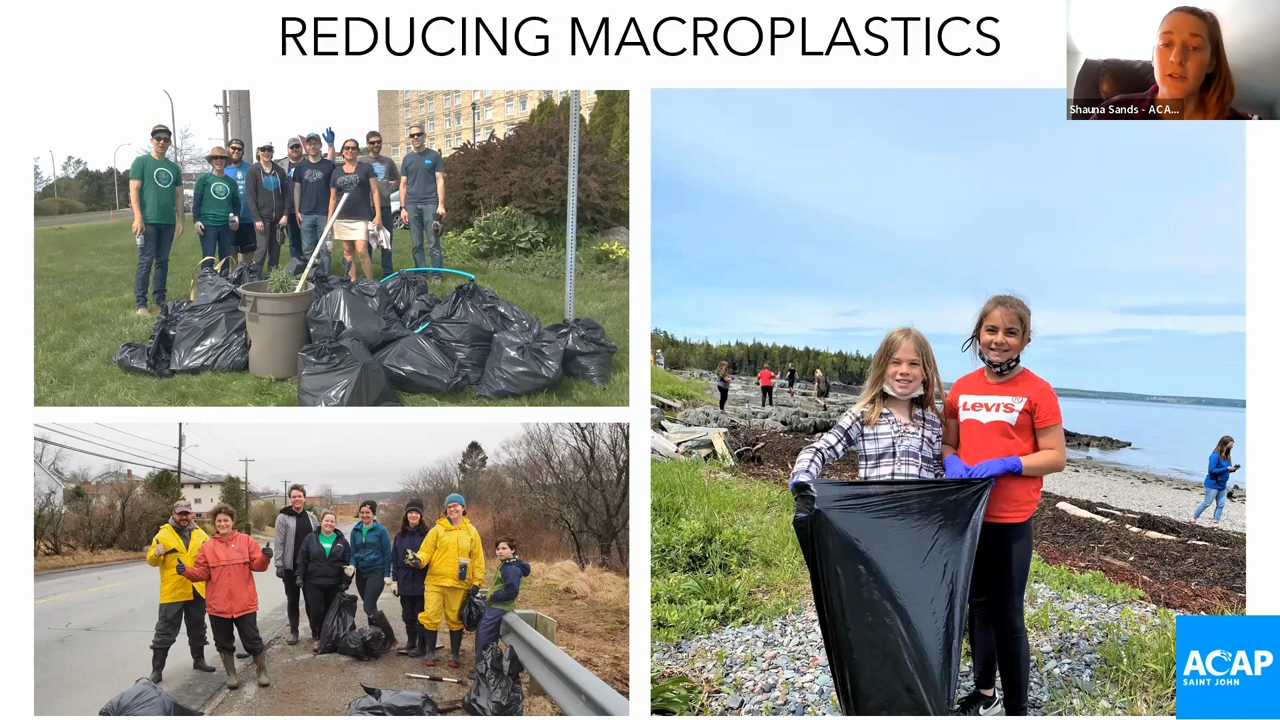 REDUCING MACROPLASTICS
Shauna Sands - ACA...
LEVI'S
ACAP
SAINT JOHN